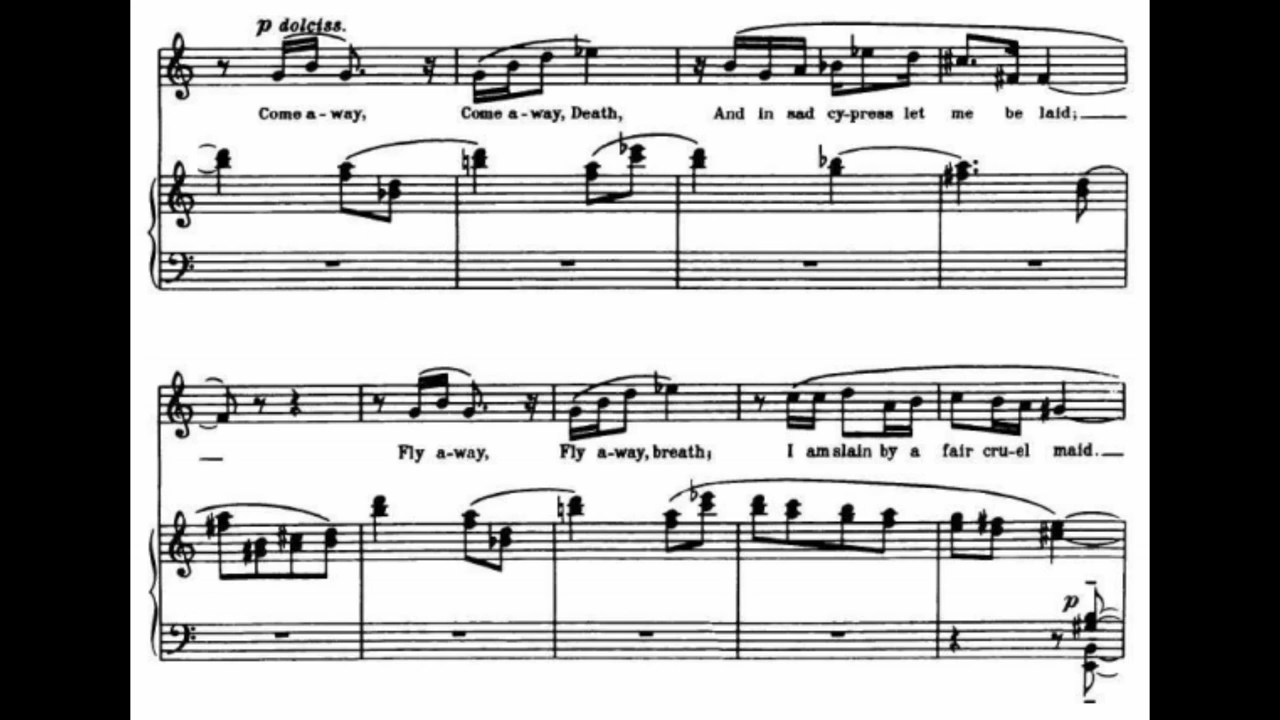 p dolciss.
Come a-way, Come a-way, Death, And in sad cy-press let me be laid;
Fly a-way, Fly a-way, breath; I am slain by a fair cru-el maid.
p